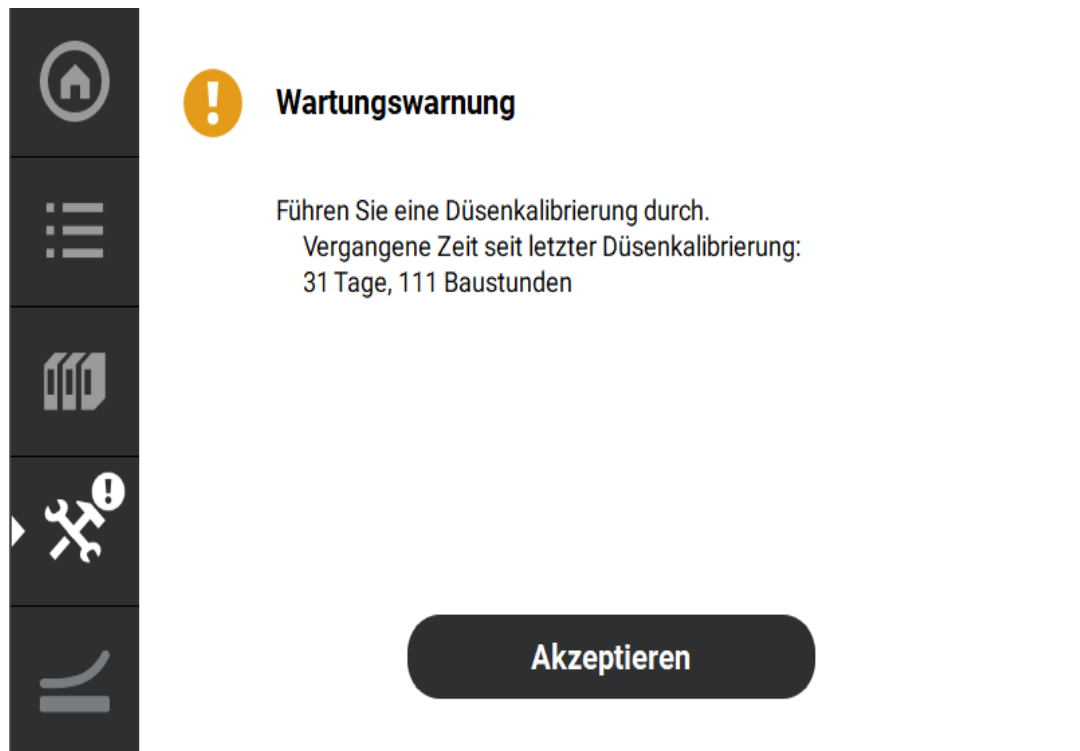 Wartungswarnung
Führen Sie eine Düsenkalibrierung durch.
Vergangene Zeit seit letzter Düsenkalibrierung:
31 Tage, 111 Baustunden
Akzeptieren